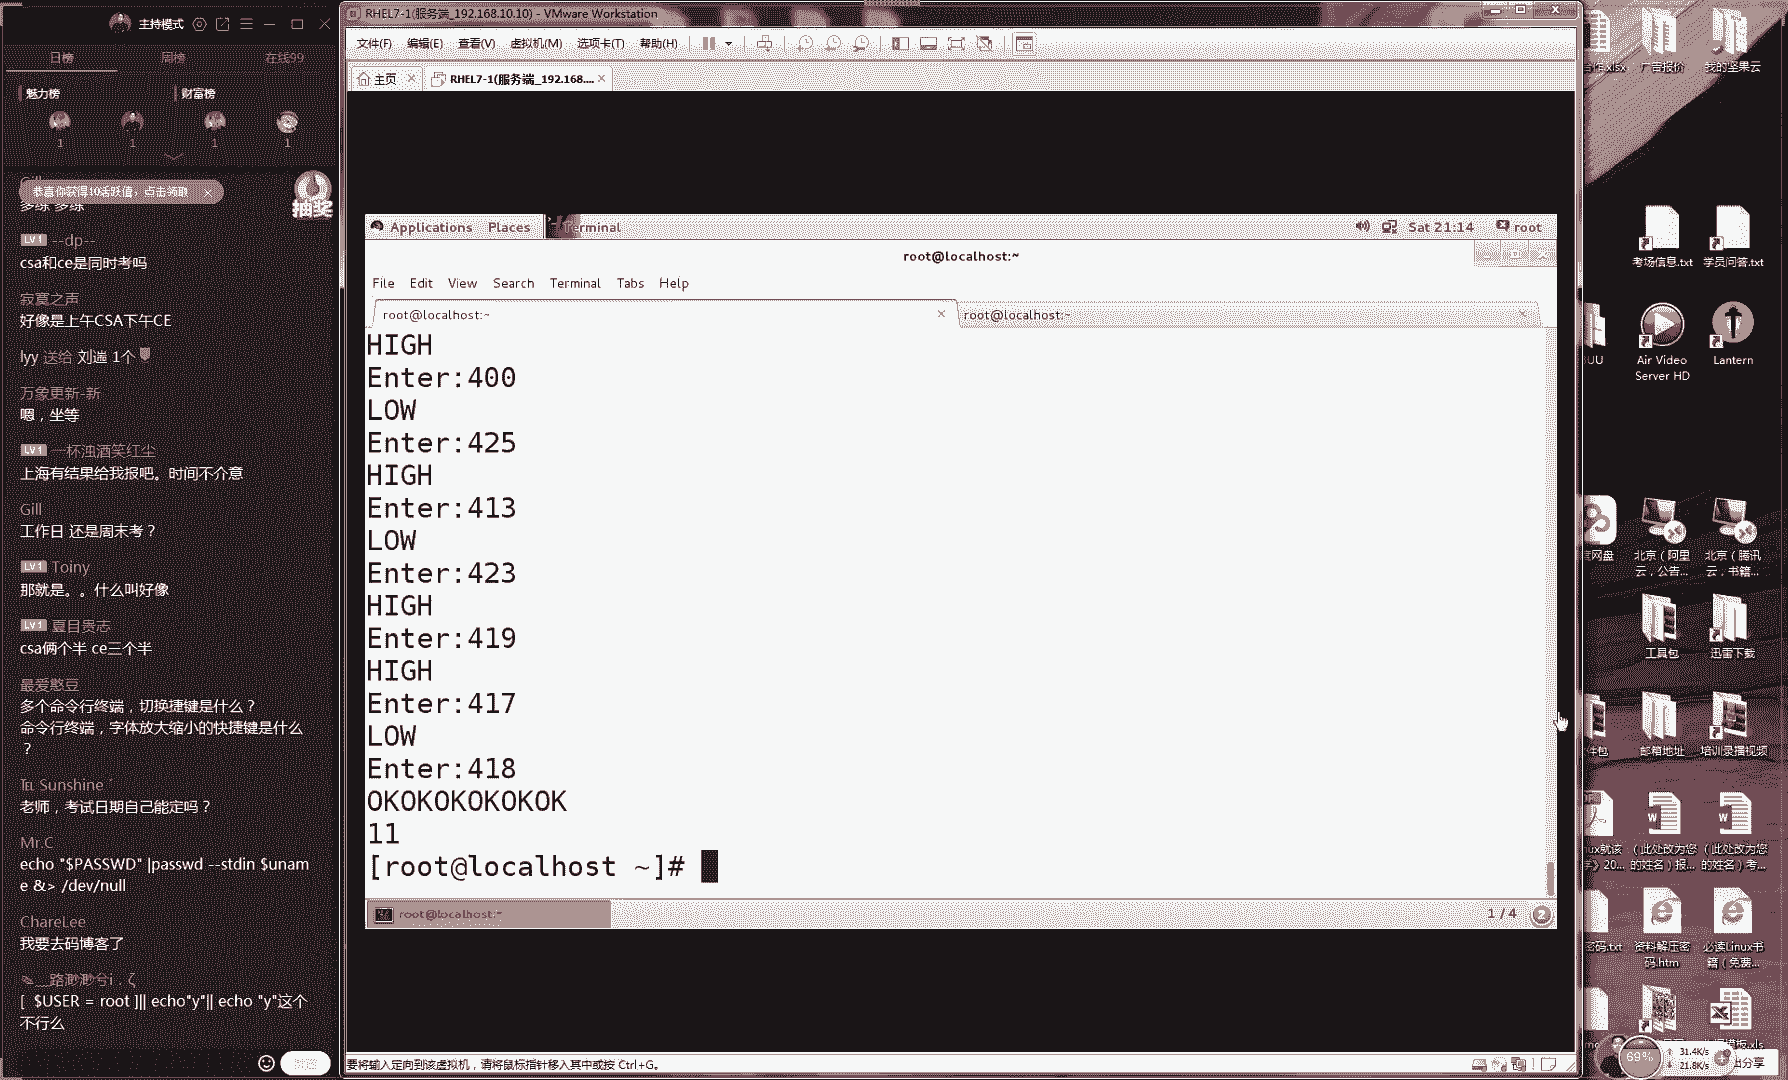 主持模式
日榜
周榜
在线99
魅力榜
财富榜
1
1
1
1
恭喜你获得10活跃值，点击领取
多练 多练
抽奖
LV1 --dp--
csa和ce是同时考吗
寂寞之声
好像是上午CSA下午CE
lyy 送给 刘遄 1个
万象更新-新
嗯，坐等
LV1 一杯浊酒笑红尘
上海有结果给我报吧。时间不介意
Gill
工作日 还是周末考？
LV1 Toiny
那就是。。什么叫好像
LV1 夏目贵志
csa俩个半 ce三个半
最爱憨豆
多个命令行终端，切换捷键是什么？
命令行终端，字体放大缩小的快捷键是什么
？
℡ Sunshine
老师，考试日期自己能定吗？
Mr.C
echo "$PASSWD" |passwd --stdin $unam
e &> /dev/null
ChareLee
我要去码博客了
[  $USER = root ]|| echo"y"|| echo "y"这个
不行么
RHEL7-1(服务端_192.168.10.10) - VMware Workstation
文件(F) 编辑(E) 查看(V) 虚拟机(M) 选项卡(T) 帮助(H)
主页
RHEL7-1(服务端_192.168....
Applications Places Terminal
Sat 21:14 root
root@localhost:~
File Edit View Search Terminal Tabs Help
root@localhost:~
root@localhost:~
HIGH
Enter:400
LOW
Enter:425
HIGH
Enter:413
LOW
Enter:423
HIGH
Enter:419
HIGH
Enter:417
LOW
Enter:418
OKOKOKOKOKOK
11
[root@localhost ~]#
root@localhost:~
1 / 4
2
要将输入定向到该虚拟机，请将鼠标指针移入其中或按 Ctrl+G。
广告报价
我的坚果云
考场信息.txt
学员问答.txt
Air Video
Server HD
Lantern
北京（阿里
云，公告...
北京（腾讯
云，书籍...
工具包
迅雷下载
邮箱地址
培训录播视频
（此处改为您
的姓名）报...
（此处改为您
的姓名）考...
资料解压密
码.htm
必读Linux书
籍（免费...
69%
31.4K/s
21.8K/s